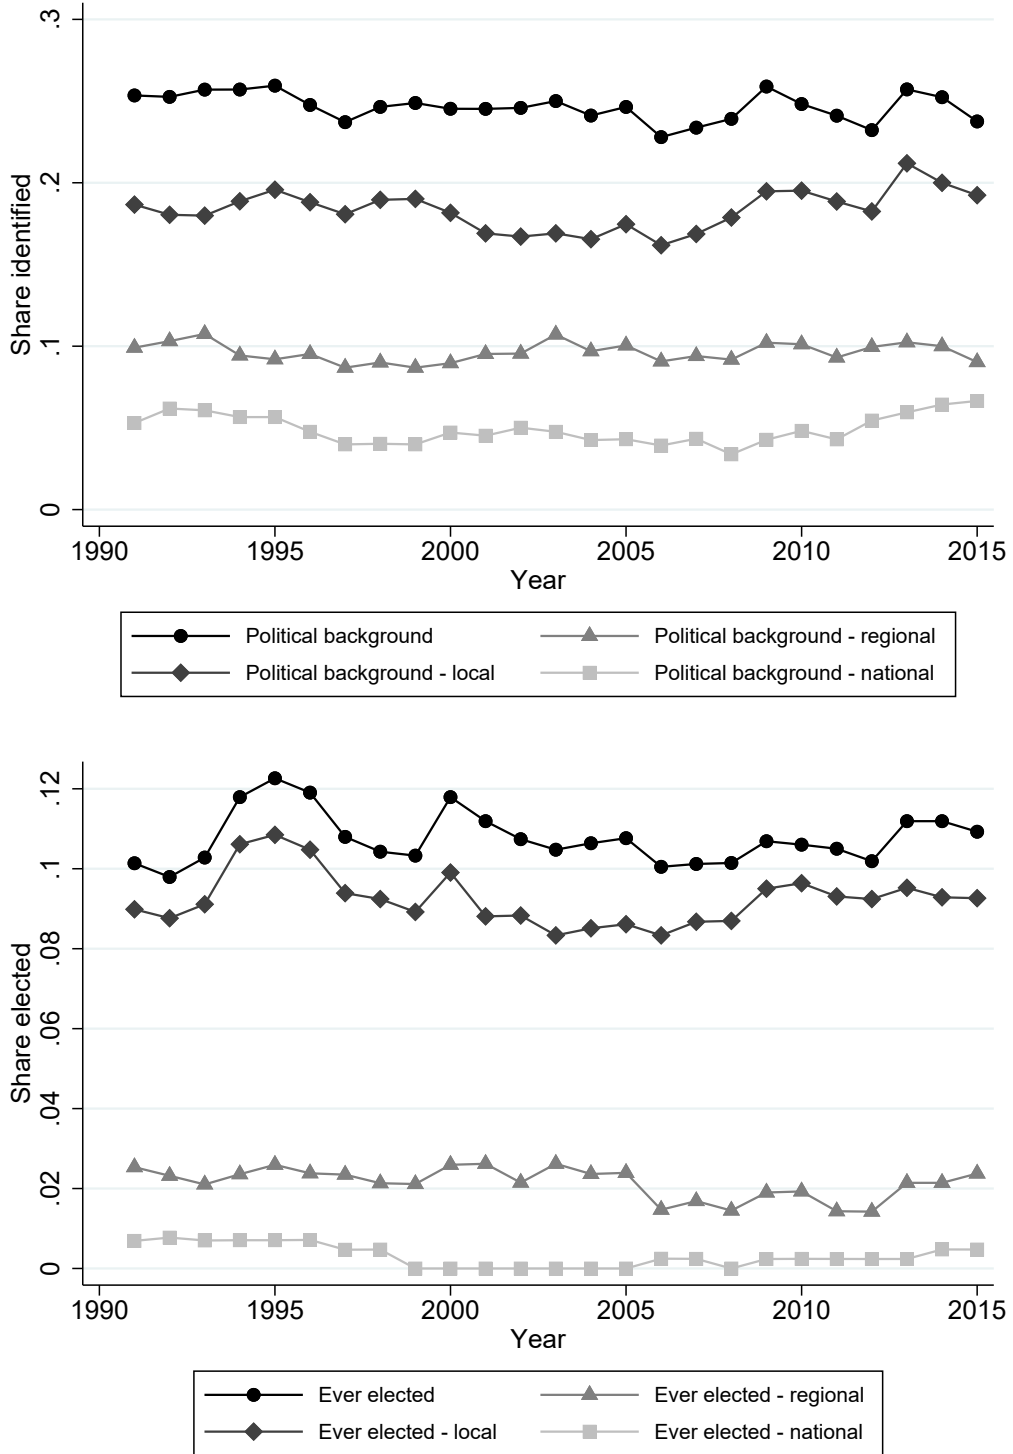 .3
.2
.1
0
Share identified
1990 1995 2000 2005 2010 2015
Year
Political background Political background - regional
Political background - local Political background - national
.12
.1
.08
.06
.04
.02
0
Share elected
1990 1995 2000 2005 2010 2015
Year
Ever elected Ever elected - regional
Ever elected - local Ever elected - national